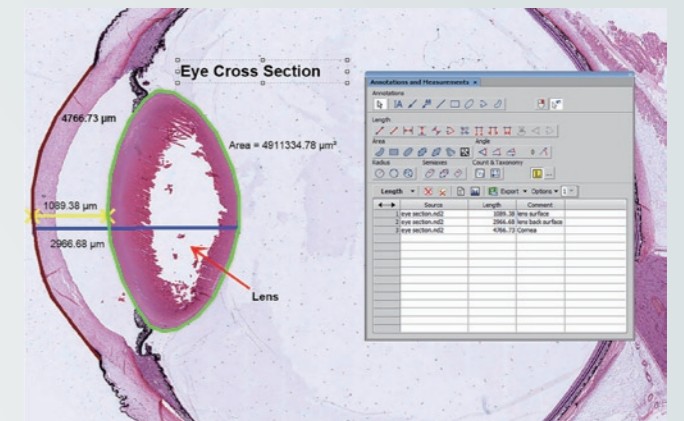 Eye Cross Section
4766.73 µm
Area = 4911334.78 µm²
1089.38 µm
2966.68 µm
Lens
Annotations and Measurements ×
Annotations
Length
Area
Angle
Radius
Semiaxes
Count & Taxonomy
Length
Export
Options
1
Source Length Comment
1 eye section.nd2 1089.38 lens surface
2 eye section.nd2 2966.68 lens back surface
3 eye section.nd2 4766.73 Cornea